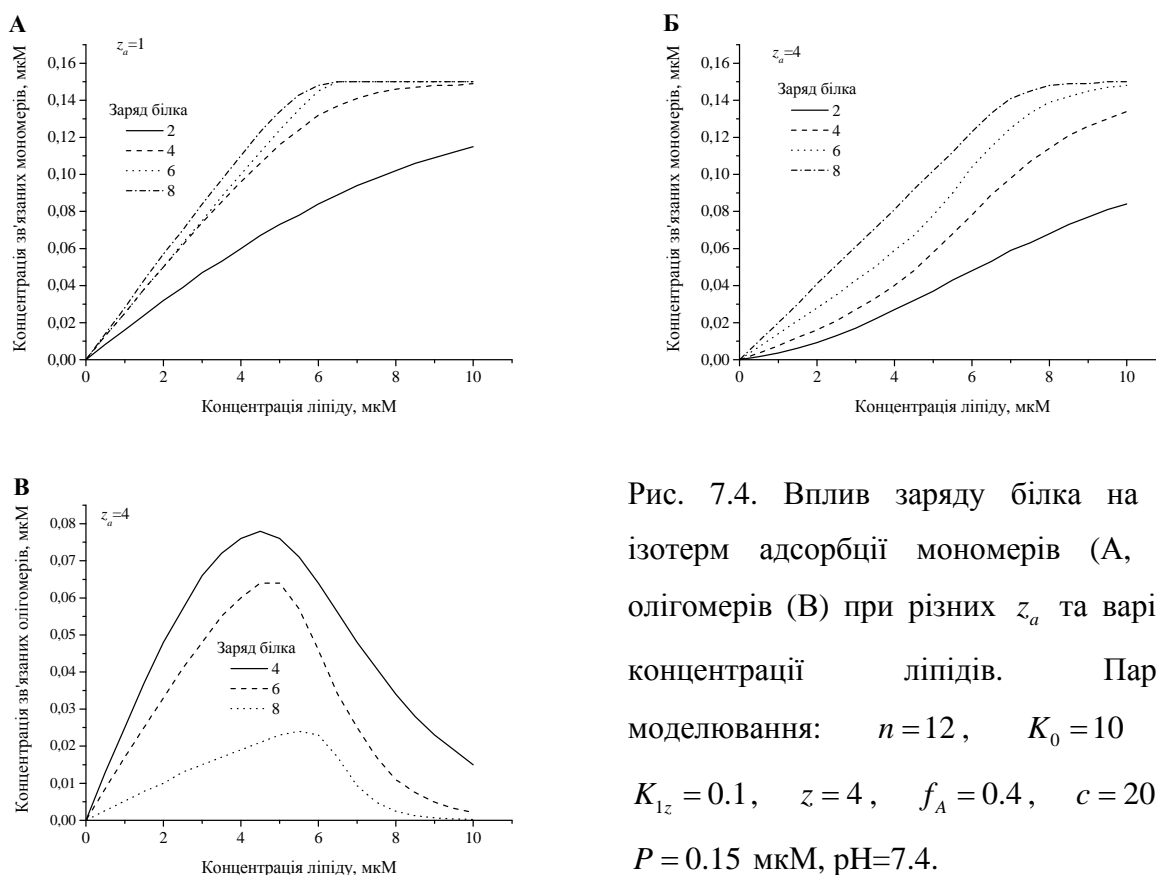 А
z_a=1
Концентрація зв'язаних мономерів, мкМ
0,16
0,14
0,12
0,10
0,08
0,06
0,04
0,02
0,00
Заряд білка
2
4
6
8
0 2 4 6 8 10
Концентрація ліпіду, мкМ
Б
z_a=4
Концентрація зв'язаних мономерів, мкМ
0,16
0,14
0,12
0,10
0,08
0,06
0,04
0,02
0,00
Заряд білка
2
4
6
8
0 2 4 6 8 10
Концентрація ліпіду, мкМ
В
z_a=4
Концентрація зв'язаних олігомерів, мкМ
0,08
0,07
0,06
0,05
0,04
0,03
0,02
0,01
0,00
Заряд білка
4
6
8
0 2 4 6 8 10
Концентрація ліпіду, мкМ
Рис. 7.4. Вплив заряду білка на
ізотерм адсорбції мономерів (А,
олігомерів (В) при різних z_a та варі
концентрації ліпідів. Пар
моделювання: n = 12 , K_0 = 10
K_{1z} = 0.1, z = 4 , f_A = 0.4 , c = 20
P = 0.15 мкМ, pH=7.4.